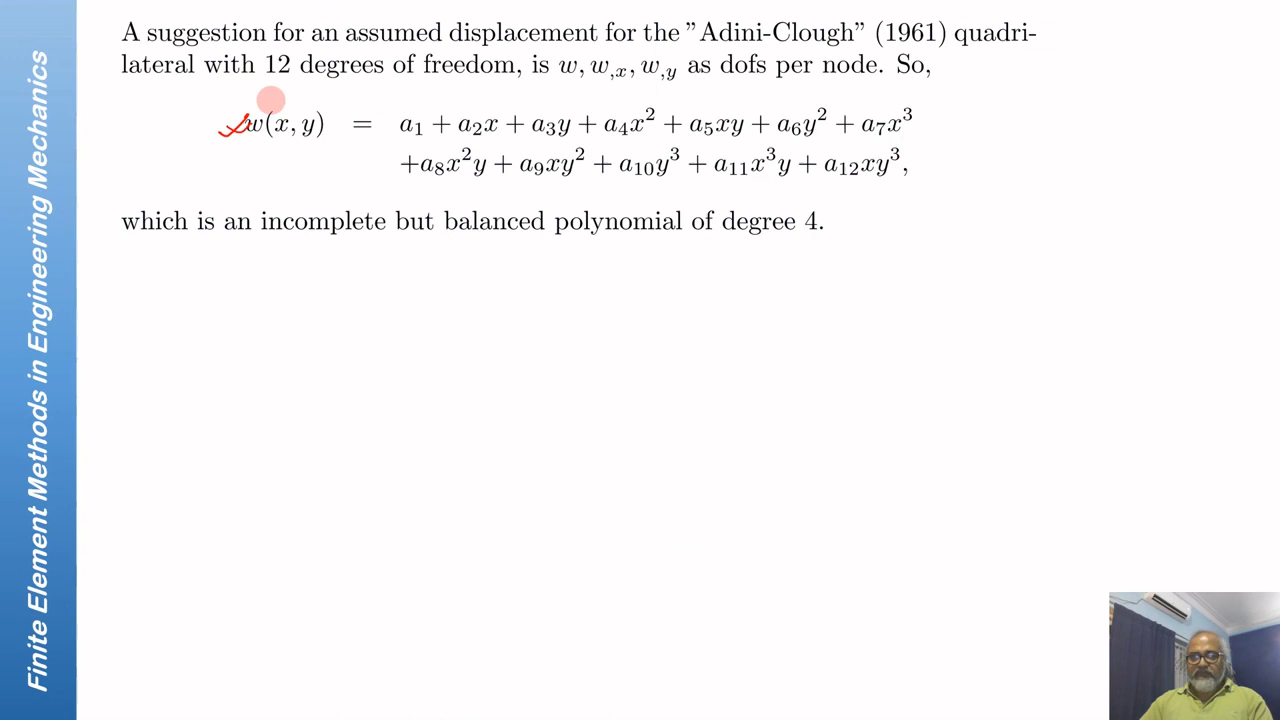 Finite Element Methods in Engineering Mechanics
A suggestion for an assumed displacement for the ”Adini-Clough” (1961) quadri-
lateral with 12 degrees of freedom, is w, w,ₓ, w,y as dofs per node. So,
w(x, y) = a₁ + a₂x + a₃y + a₄x² + a₅xy + a₆y² + a₇x³
+a₈x²y + a₉xy² + a₁₀y³ + a₁₁x³y + a₁₂xy³,
which is an incomplete but balanced polynomial of degree 4.